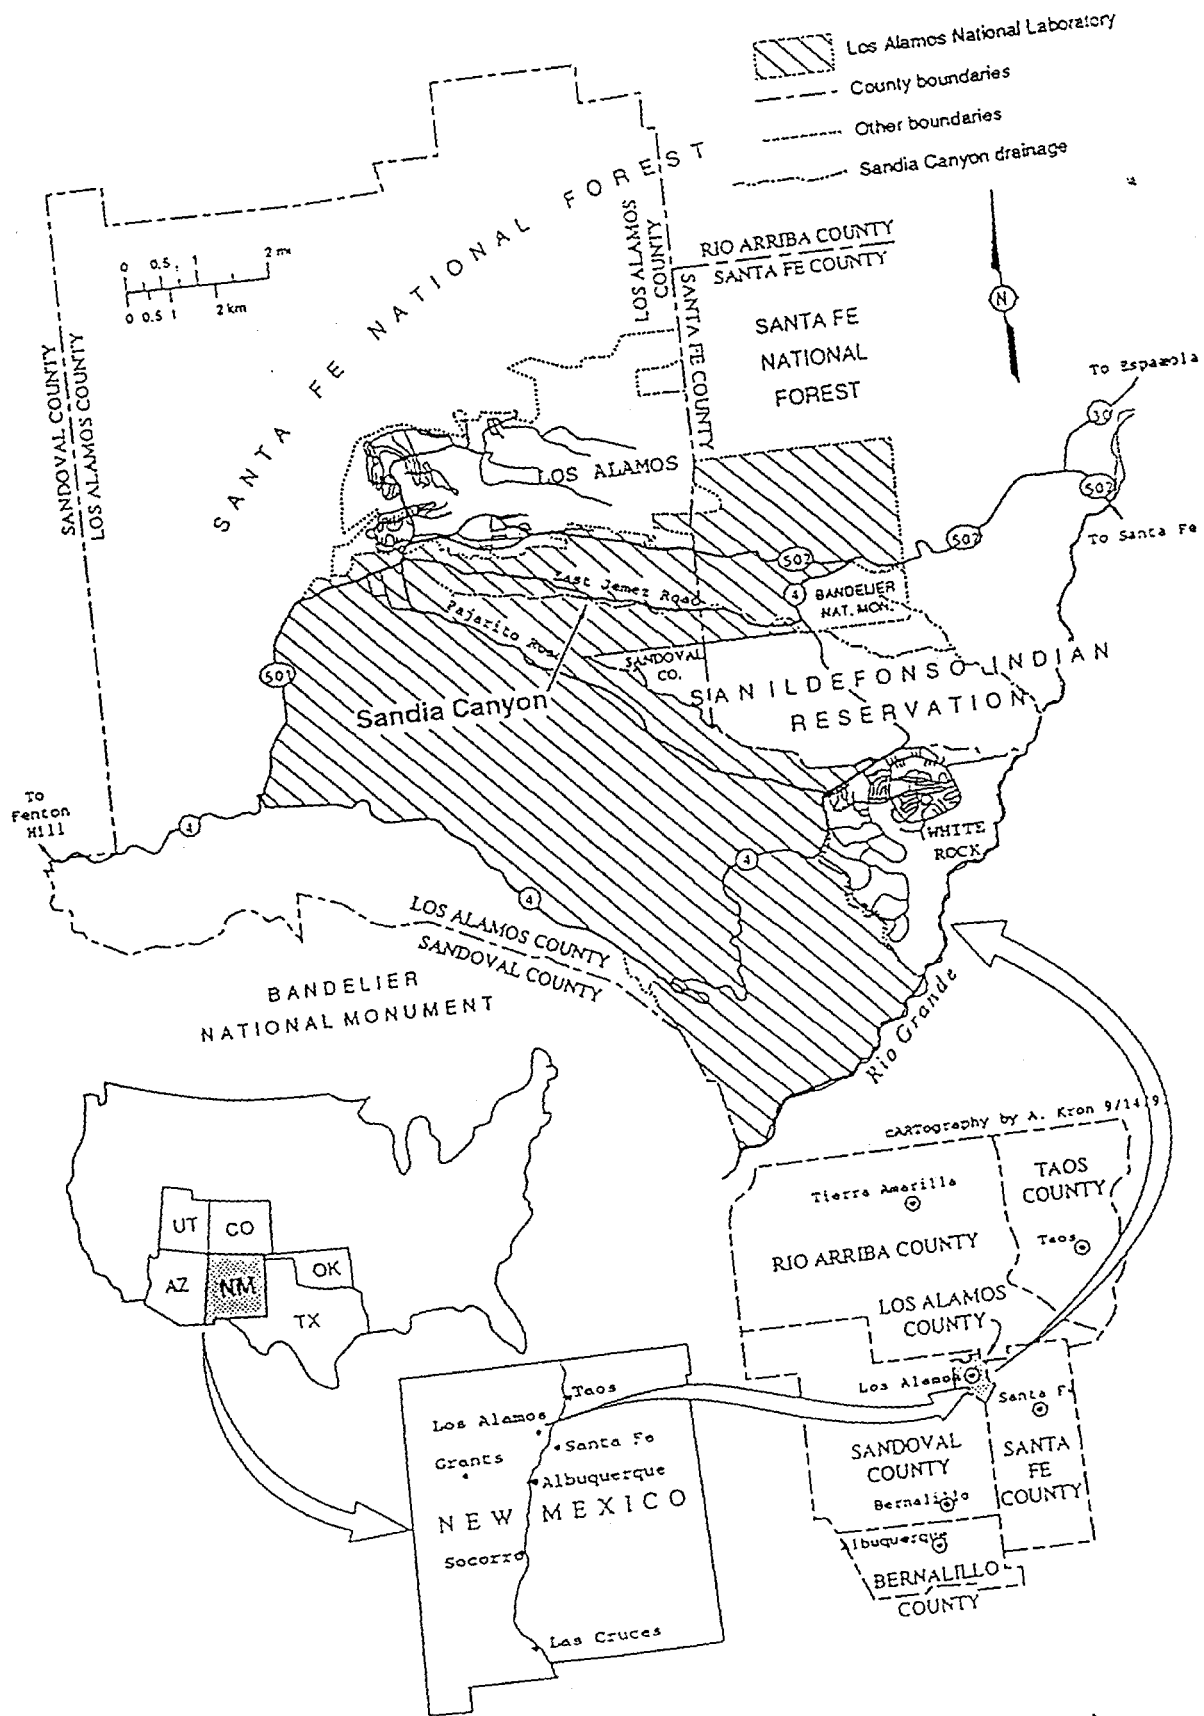 Los Alamos National Laboratory
County boundaries
Other boundaries
Sandia Canyon drainage
SANTA FE NATIONAL FOREST
LOS ALAMOS
COUNTY
SANTA FE COUNTY
RIO ARRIBA COUNTY
SANTA FE COUNTY
0 0.5 1 2 mi
0 0.5 1 2 km
N
SANTA FE
NATIONAL
FOREST
SANDOVAL COUNTY
LOS ALAMOS COUNTY
To Espanola
30
502
To Santa Fe
LOS ALAMOS
502
502
4
BANDELIER
NAT. MON.
East Jemez Road
Pajarito Road
SANDOVAL
CO.
SAN ILDEFONSO INDIAN
RESERVATION
501
Sandia Canyon
To
Fenton
Hill
4
WHITE
ROCK
4
4
LOS ALAMOS COUNTY
SANDOVAL COUNTY
BANDELIER
NATIONAL MONUMENT
Rio Grande
cARTography by A. Kron 9/14/9
UT
CO
AZ
NM
OK
TX
Tierra Amarilla
TAOS
COUNTY
Taos
RIO ARRIBA COUNTY
LOS ALAMOS
COUNTY
Los Alamos
Santa Fe
SANDOVAL
COUNTY
SANTA
FE
COUNTY
Bernalillo
Albuquerque
BERNALILLO
COUNTY
Taos
Los Alamos
Santa Fe
Grants
Albuquerque
NEW MEXICO
Socorro
Las Cruces